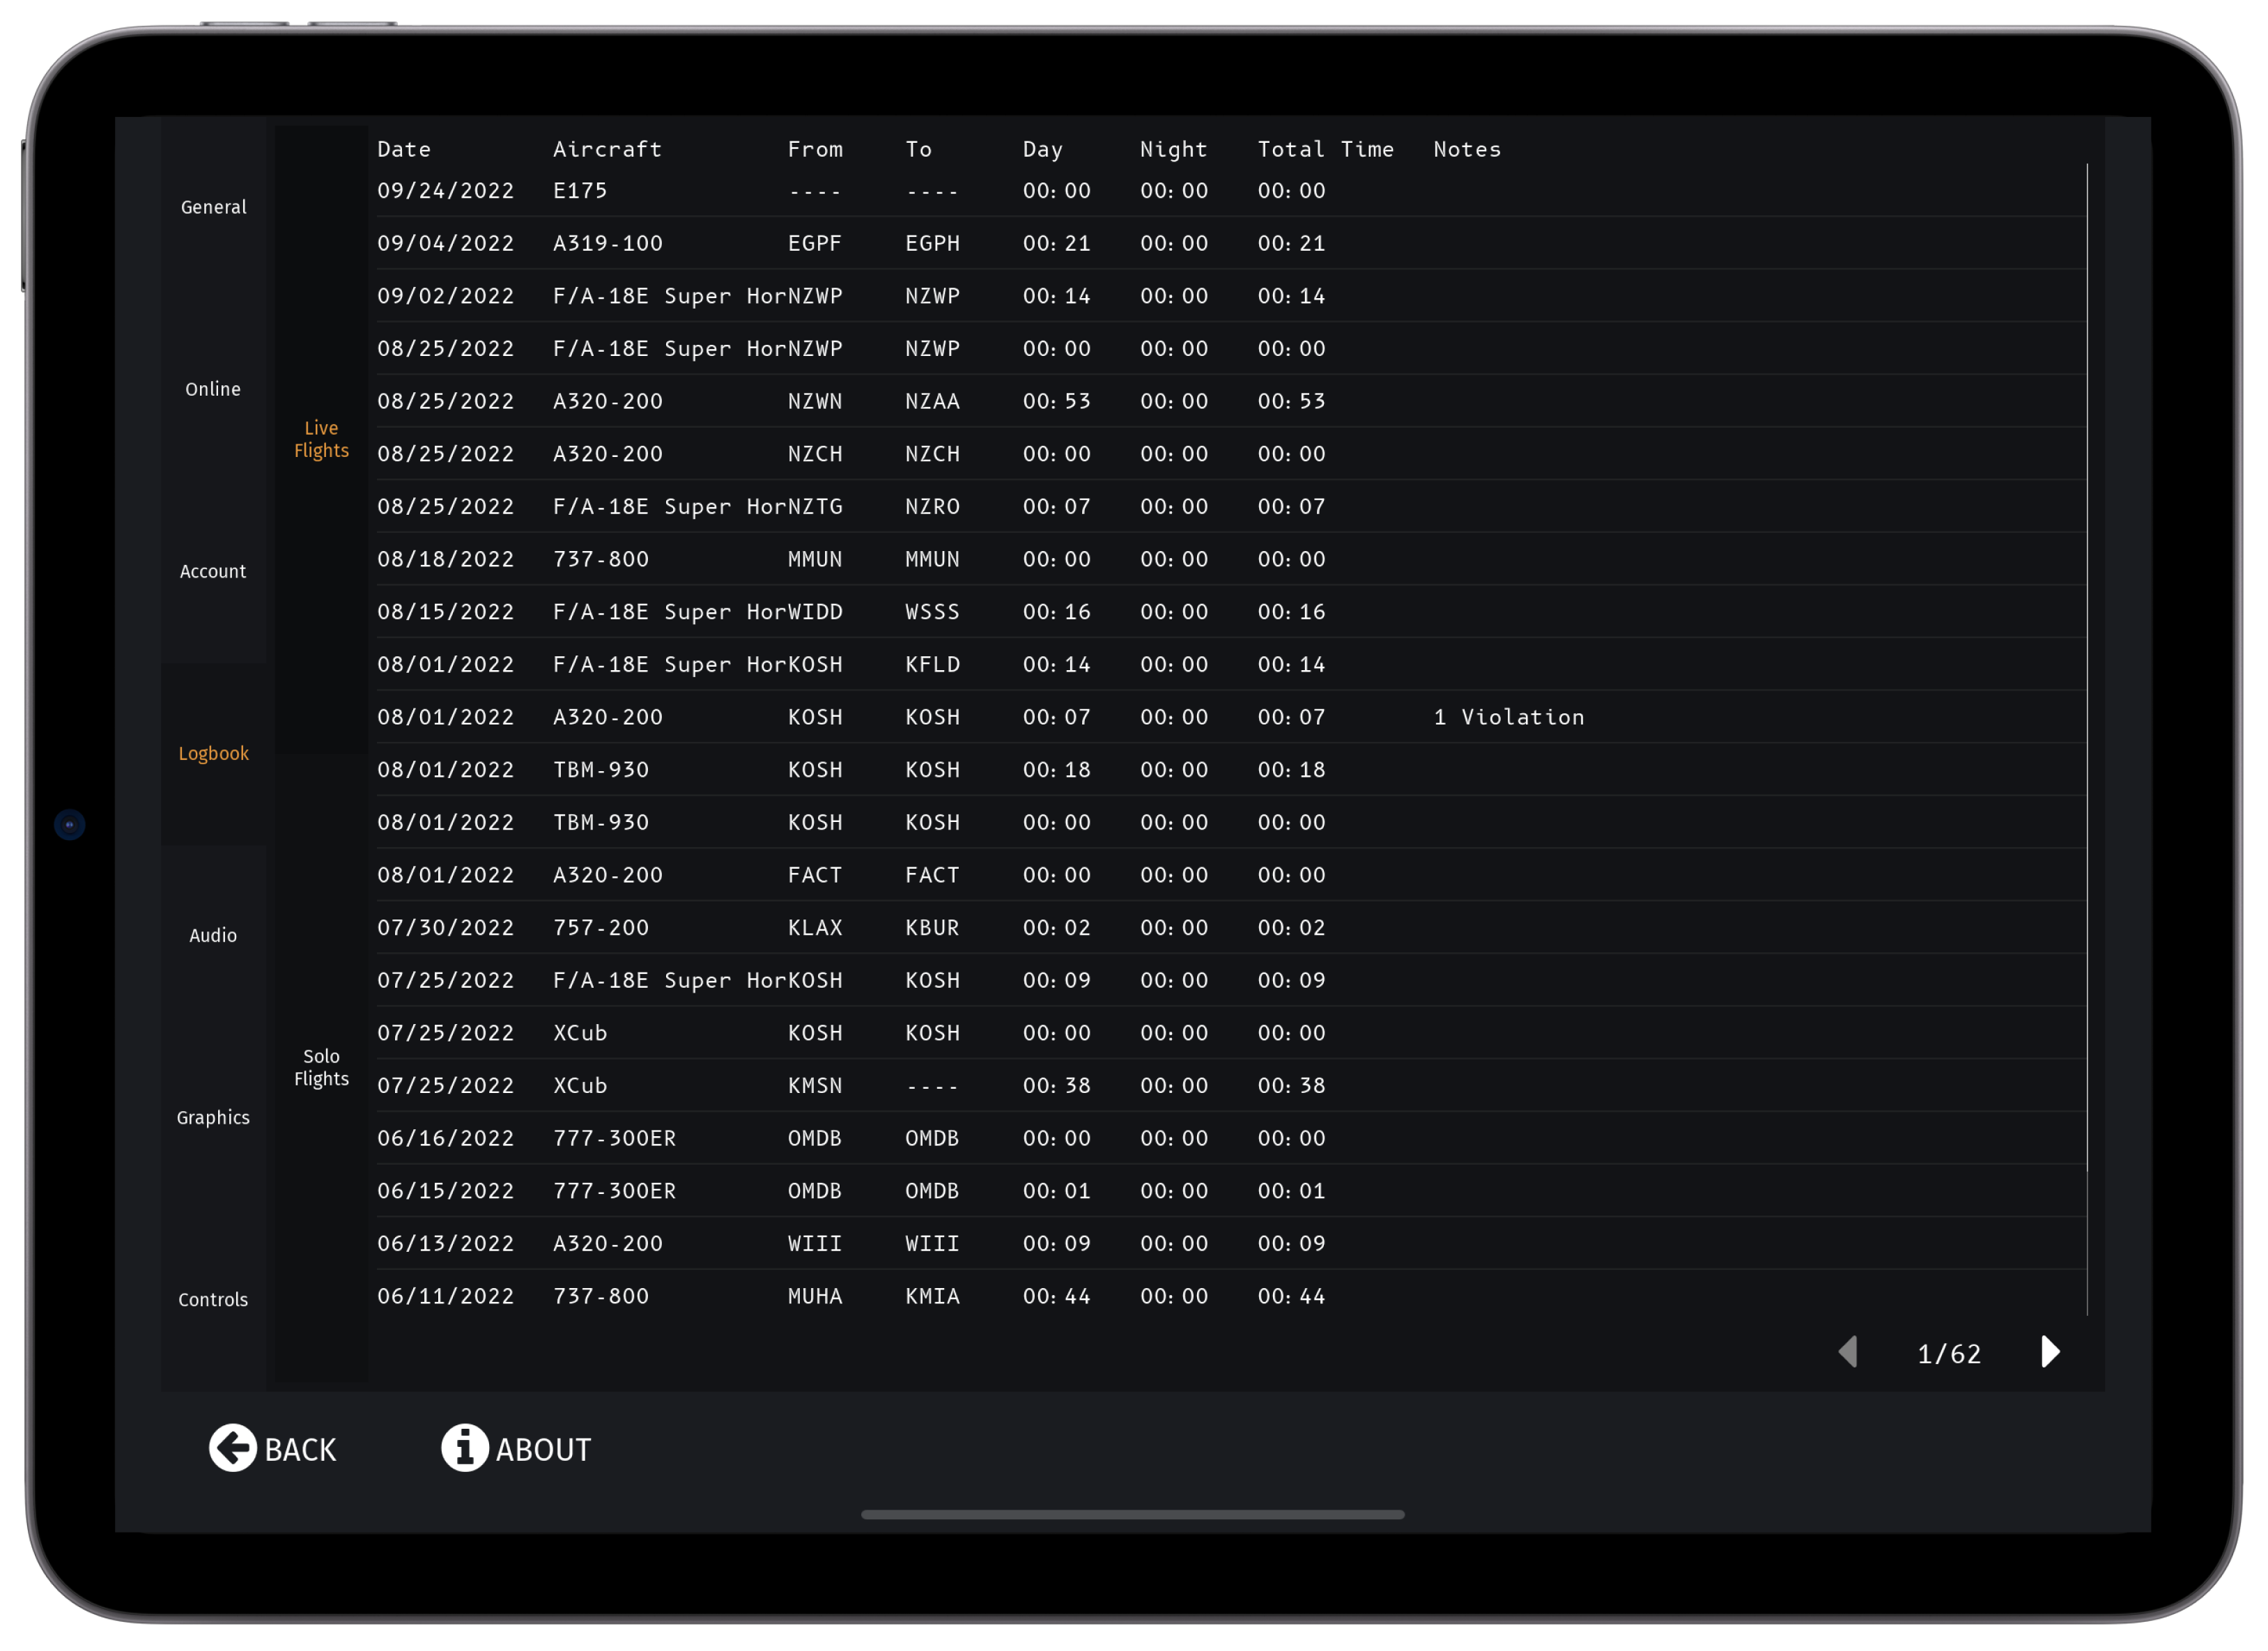 General
Online
Account
Logbook
Audio
Graphics
Controls
Live
Flights
Solo
Flights
Date Aircraft From To Day Night Total Time Notes
09/24/2022 E175 ---- ---- 00:00 00:00 00:00
09/04/2022 A319-100 EGPF EGPH 00:21 00:00 00:21
09/02/2022 F/A-18E Super HorNZWP NZWP 00:14 00:00 00:14
08/25/2022 F/A-18E Super HorNZWP NZWP 00:00 00:00 00:00
08/25/2022 A320-200 NZWN NZAA 00:53 00:00 00:53
08/25/2022 A320-200 NZCH NZCH 00:00 00:00 00:00
08/25/2022 F/A-18E Super HorNZTG NZRO 00:07 00:00 00:07
08/18/2022 737-800 MMUN MMUN 00:00 00:00 00:00
08/15/2022 F/A-18E Super HorWIDD WSSS 00:16 00:00 00:16
08/01/2022 F/A-18E Super HorKOSH KFLD 00:14 00:00 00:14
08/01/2022 A320-200 KOSH KOSH 00:07 00:00 00:07 1 Violation
08/01/2022 TBM-930 KOSH KOSH 00:18 00:00 00:18
08/01/2022 TBM-930 KOSH KOSH 00:00 00:00 00:00
08/01/2022 A320-200 FACT FACT 00:00 00:00 00:00
07/30/2022 757-200 KLAX KBUR 00:02 00:00 00:02
07/25/2022 F/A-18E Super HorKOSH KOSH 00:09 00:00 00:09
07/25/2022 XCub KOSH KOSH 00:00 00:00 00:00
07/25/2022 XCub KMSN ---- 00:38 00:00 00:38
06/16/2022 777-300ER OMDB OMDB 00:00 00:00 00:00
06/15/2022 777-300ER OMDB OMDB 00:01 00:00 00:01
06/13/2022 A320-200 WIII WIII 00:09 00:00 00:09
06/11/2022 737-800 MUHA KMIA 00:44 00:00 00:44
1/62
BACK ABOUT